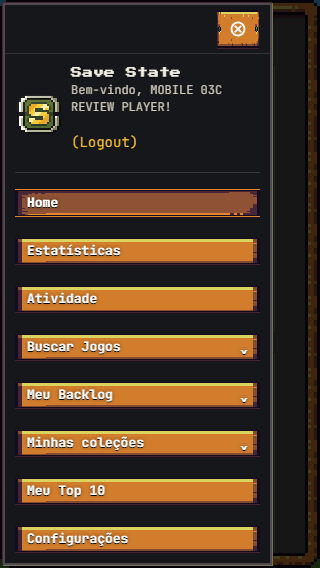 Save State
Bem-vindo, MOBILE 03C
REVIEW PLAYER!
(Logout)
Home
Estatísticas
Atividade
Buscar Jogos
Meu Backlog
Minhas coleções
Meu Top 10
Configurações